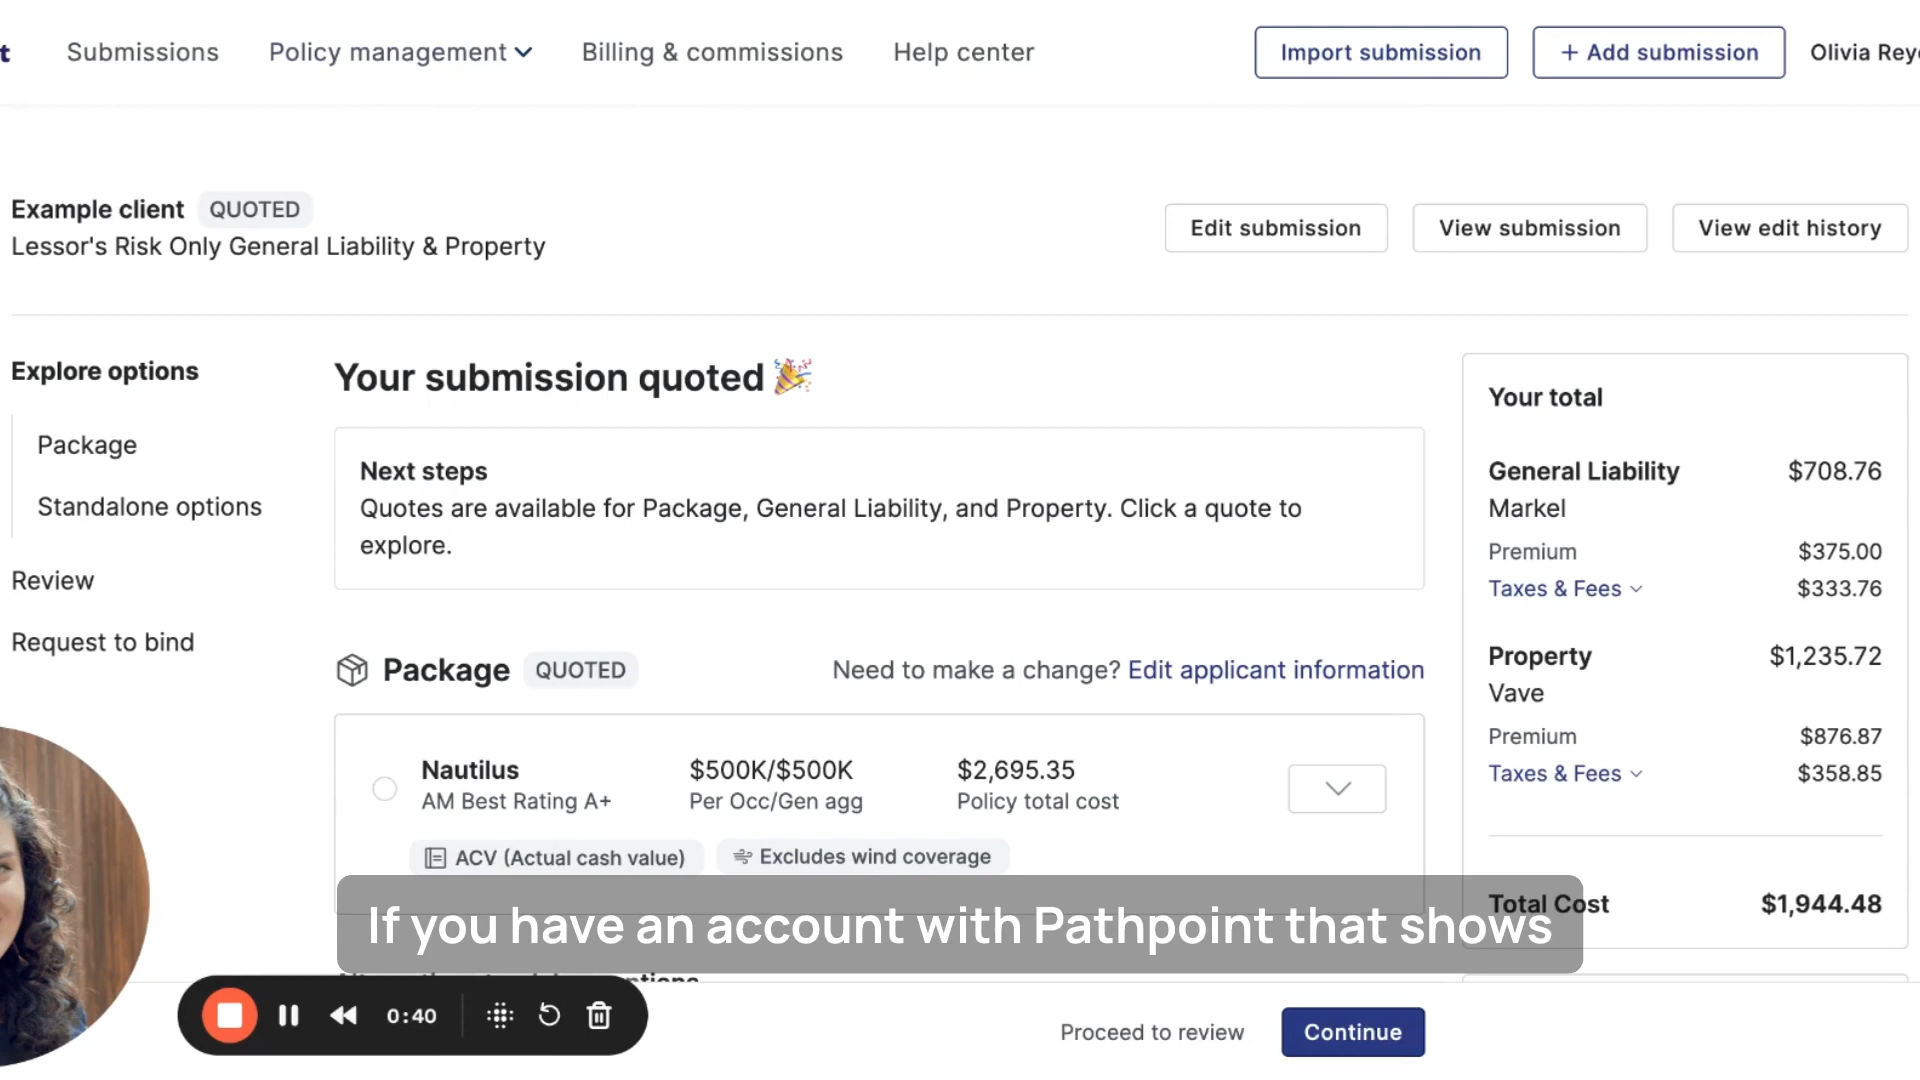 t
Submissions
Policy management
Billing & commissions
Help center
Import submission
+ Add submission
Olivia Reye
Example client
QUOTED
Lessor's Risk Only General Liability & Property
Edit submission
View submission
View edit history
Explore options
Package
Standalone options
Review
Request to bind
Your submission quoted
Next steps
Quotes are available for Package, General Liability, and Property. Click a quote to
explore.
Package
QUOTED
Need to make a change? Edit applicant information
Nautilus
AM Best Rating A+
$500K/$500K
Per Occ/Gen agg
$2,695.35
Policy total cost
ACV (Actual cash value)
Excludes wind coverage
Your total
General Liability $708.76
Markel
Premium $375.00
Taxes & Fees $333.76
Property $1,235.72
Vave
Premium $876.87
Taxes & Fees $358.85
Total Cost $1,944.48
If you have an account with Pathpoint that shows
0:40
Proceed to review
Continue